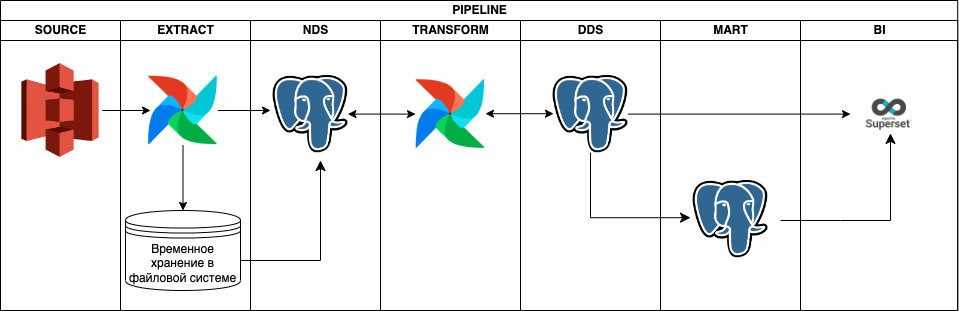 PIPELINE
SOURCE
EXTRACT
NDS
TRANSFORM
DDS
MART
BI
Apache
Superset
Временное
хранение в
файловой системе